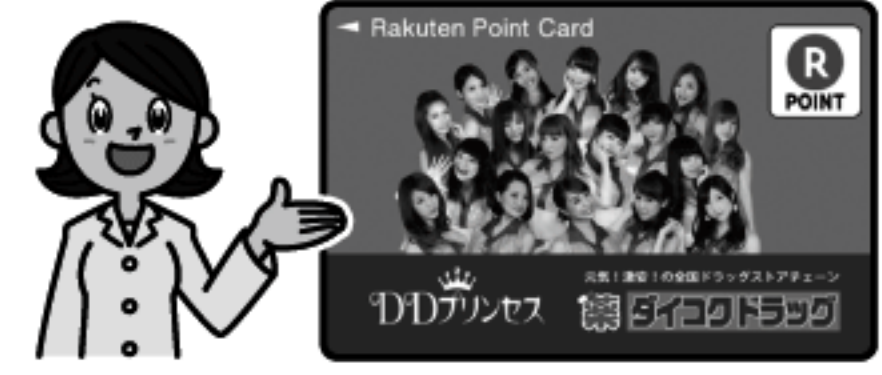 Rakuten Point Card
R
POINT
元気!激安!の全国ドラッグストアチェーン
DDプリンセス
薬 ダイコクドラッグ